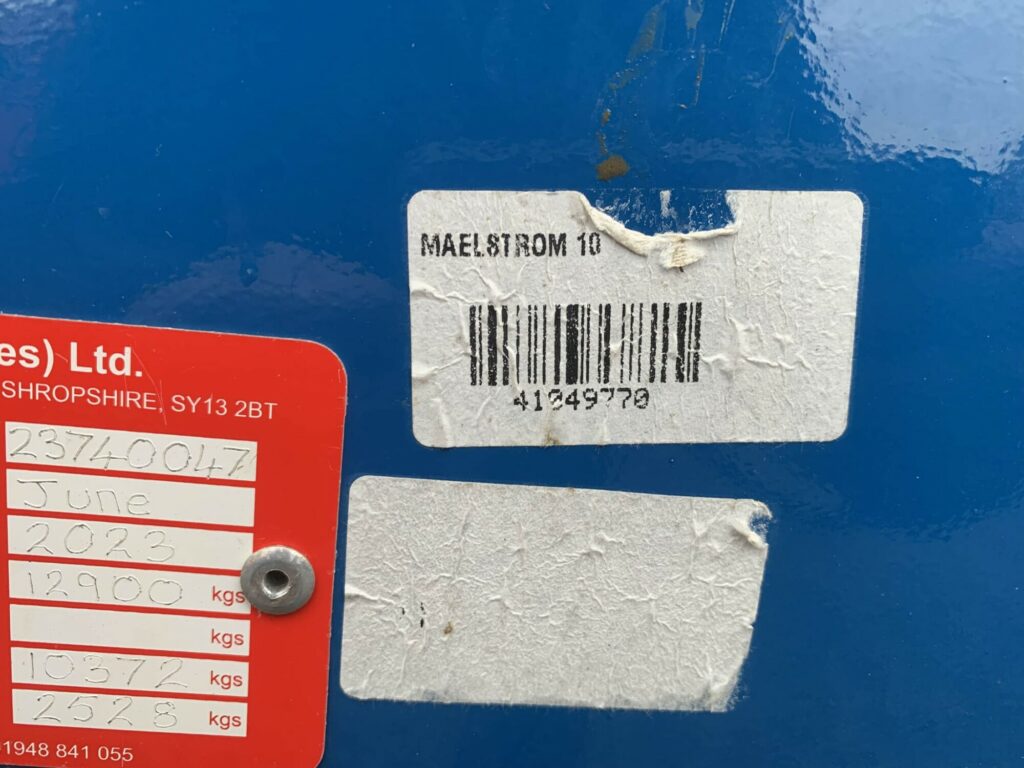 MAELSTROM 10
41049770
es) Ltd.
SHROPSHIRE, SY13 2BT
23740047
June
2023
12900 kgs
kgs
10372 kgs
2528 kgs
1948 841 055